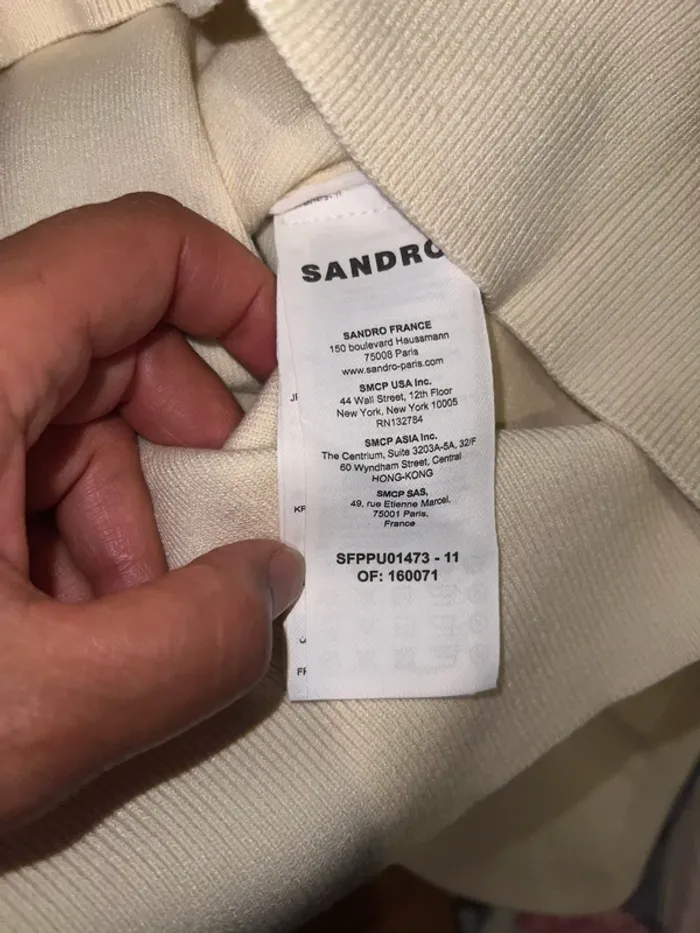 SANDRO
SANDRO FRANCE
150 boulevard Haussmann
75008 Paris
www.sandro-paris.com
SMCP USA Inc.
44 Wall Street, 12th Floor
New York, New York 10005
RN132784
SMCP ASIA Inc.
The Centrium, Suite 3203A-5A, 32/F
60 Wyndham Street, Central
HONG-KONG
SMCP SAS,
49, rue Etienne Marcel,
75001 Paris,
France
SFPPU01473 - 11
OF: 160071
KR